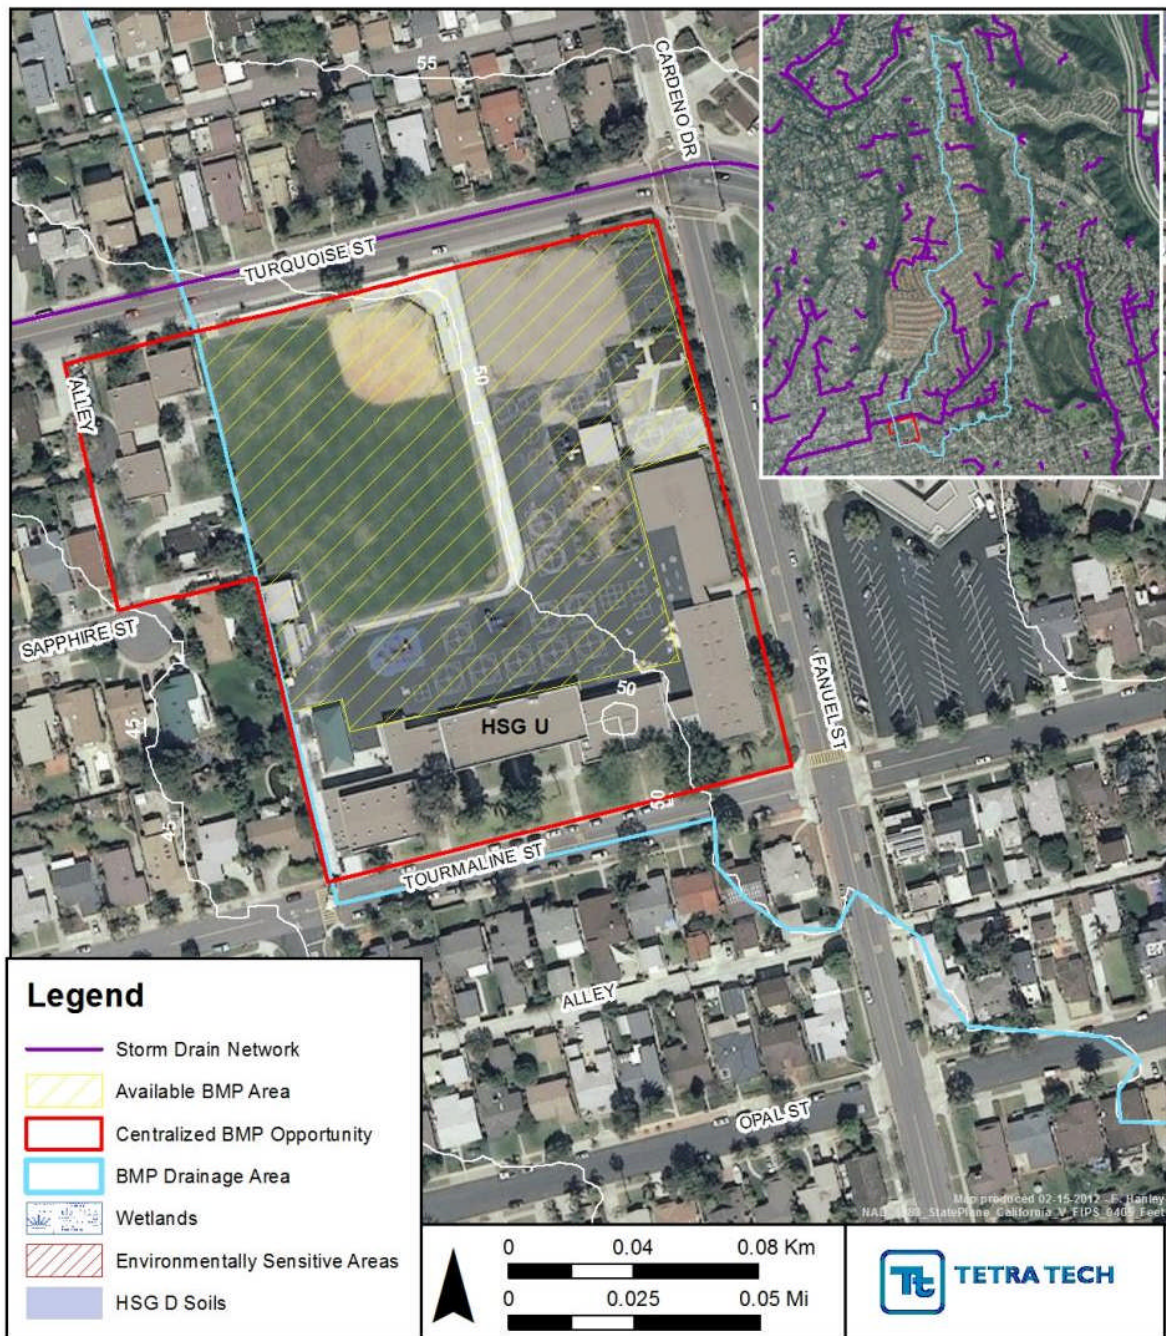 55
CARDENO DR
TURQUOISE ST
ALLEY
50
SAPPHIRE ST
45
45
HSG U
50
50
FANUEL ST
TOURMALINE ST
ALLEY
OPAL ST
Map produced 02-15-2012 - E. Hanley
NAD_1983_StatePlane_California_V_FIPS_0405_Feet
Legend
Storm Drain Network
Available BMP Area
Centralized BMP Opportunity
BMP Drainage Area
Wetlands
Environmentally Sensitive Areas
HSG D Soils
0 0.04 0.08 Km
0 0.025 0.05 Mi
Tt TETRA TECH